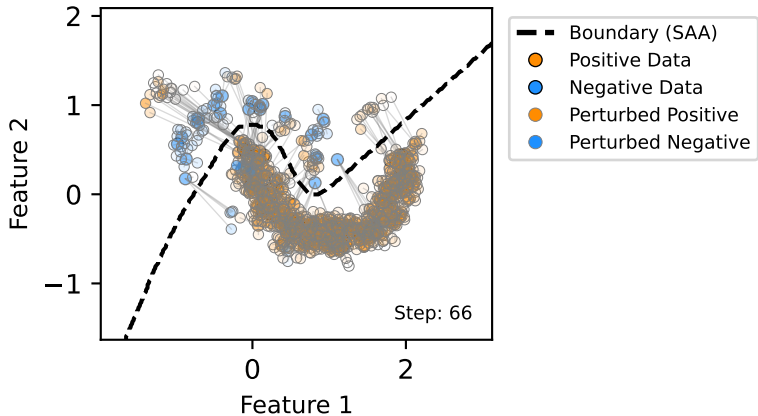 2
1
0
−1
Feature 2
0
2
Feature 1
Step: 66
Boundary (SAA)
Positive Data
Negative Data
Perturbed Positive
Perturbed Negative